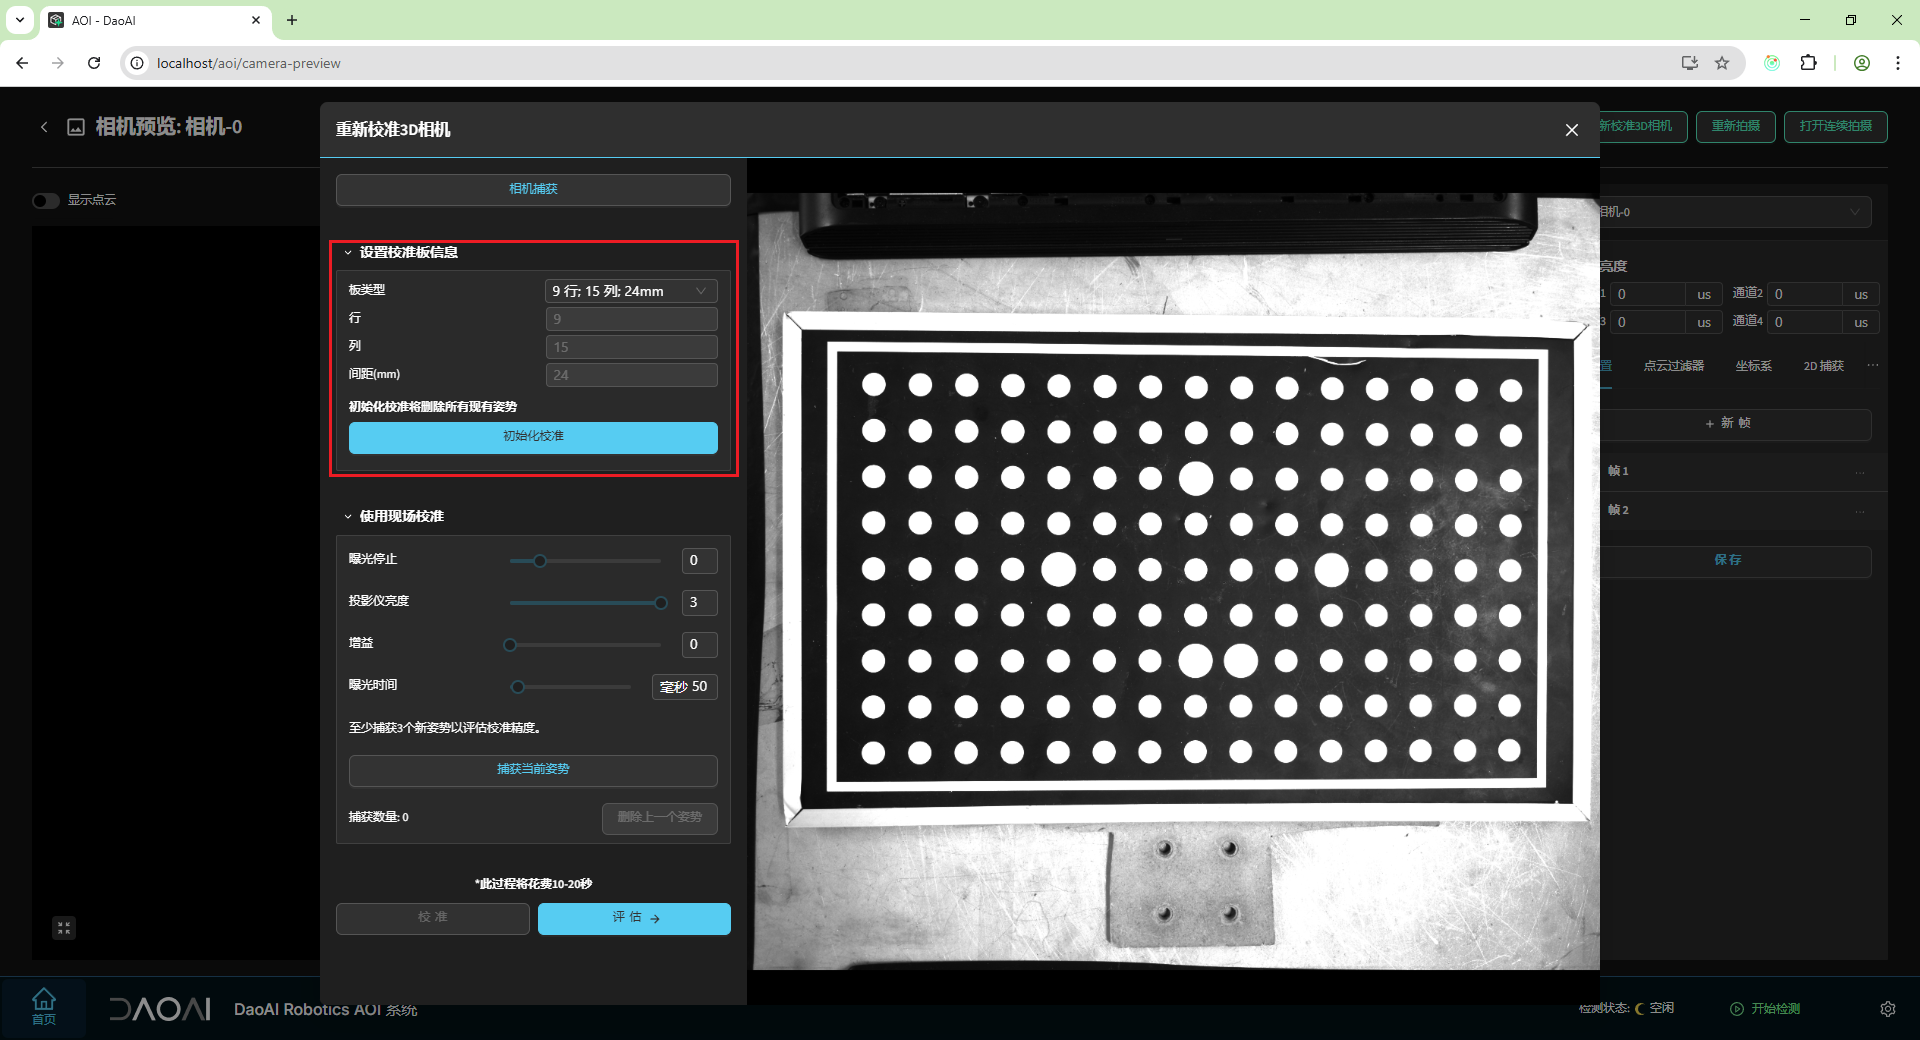 AOI - DaoAI
localhost/aoi/camera-preview
相机预览: 相机-0
重新校准3D相机
新校准3D相机
重新拍摄
打开连续拍摄
显示点云
相机捕获
相机-0
设置校准板信息
板类型
9 行; 15 列; 24mm
行
9
列
15
间距(mm)
24
初始化校准将删除所有现有姿势
初始化校准
亮度
1 0 us 通道2 0 us
3 0 us 通道4 0 us
置 点云过滤器 坐标系 2D 捕获 ...
+ 新 帧
帧 1 ...
帧 2 ...
保 存
使用现场校准
曝光停止 0
投影仪亮度 3
增益 0
曝光时间 毫秒 50
至少捕获3个新姿势以评估校准精度。
捕获当前姿势
捕获数量: 0
删除上一个姿势
*此过程将花费10-20秒
校 准
评 估
首页
DAOAI
DaoAI Robotics AOI 系统
检测状态: 空闲
开始检测